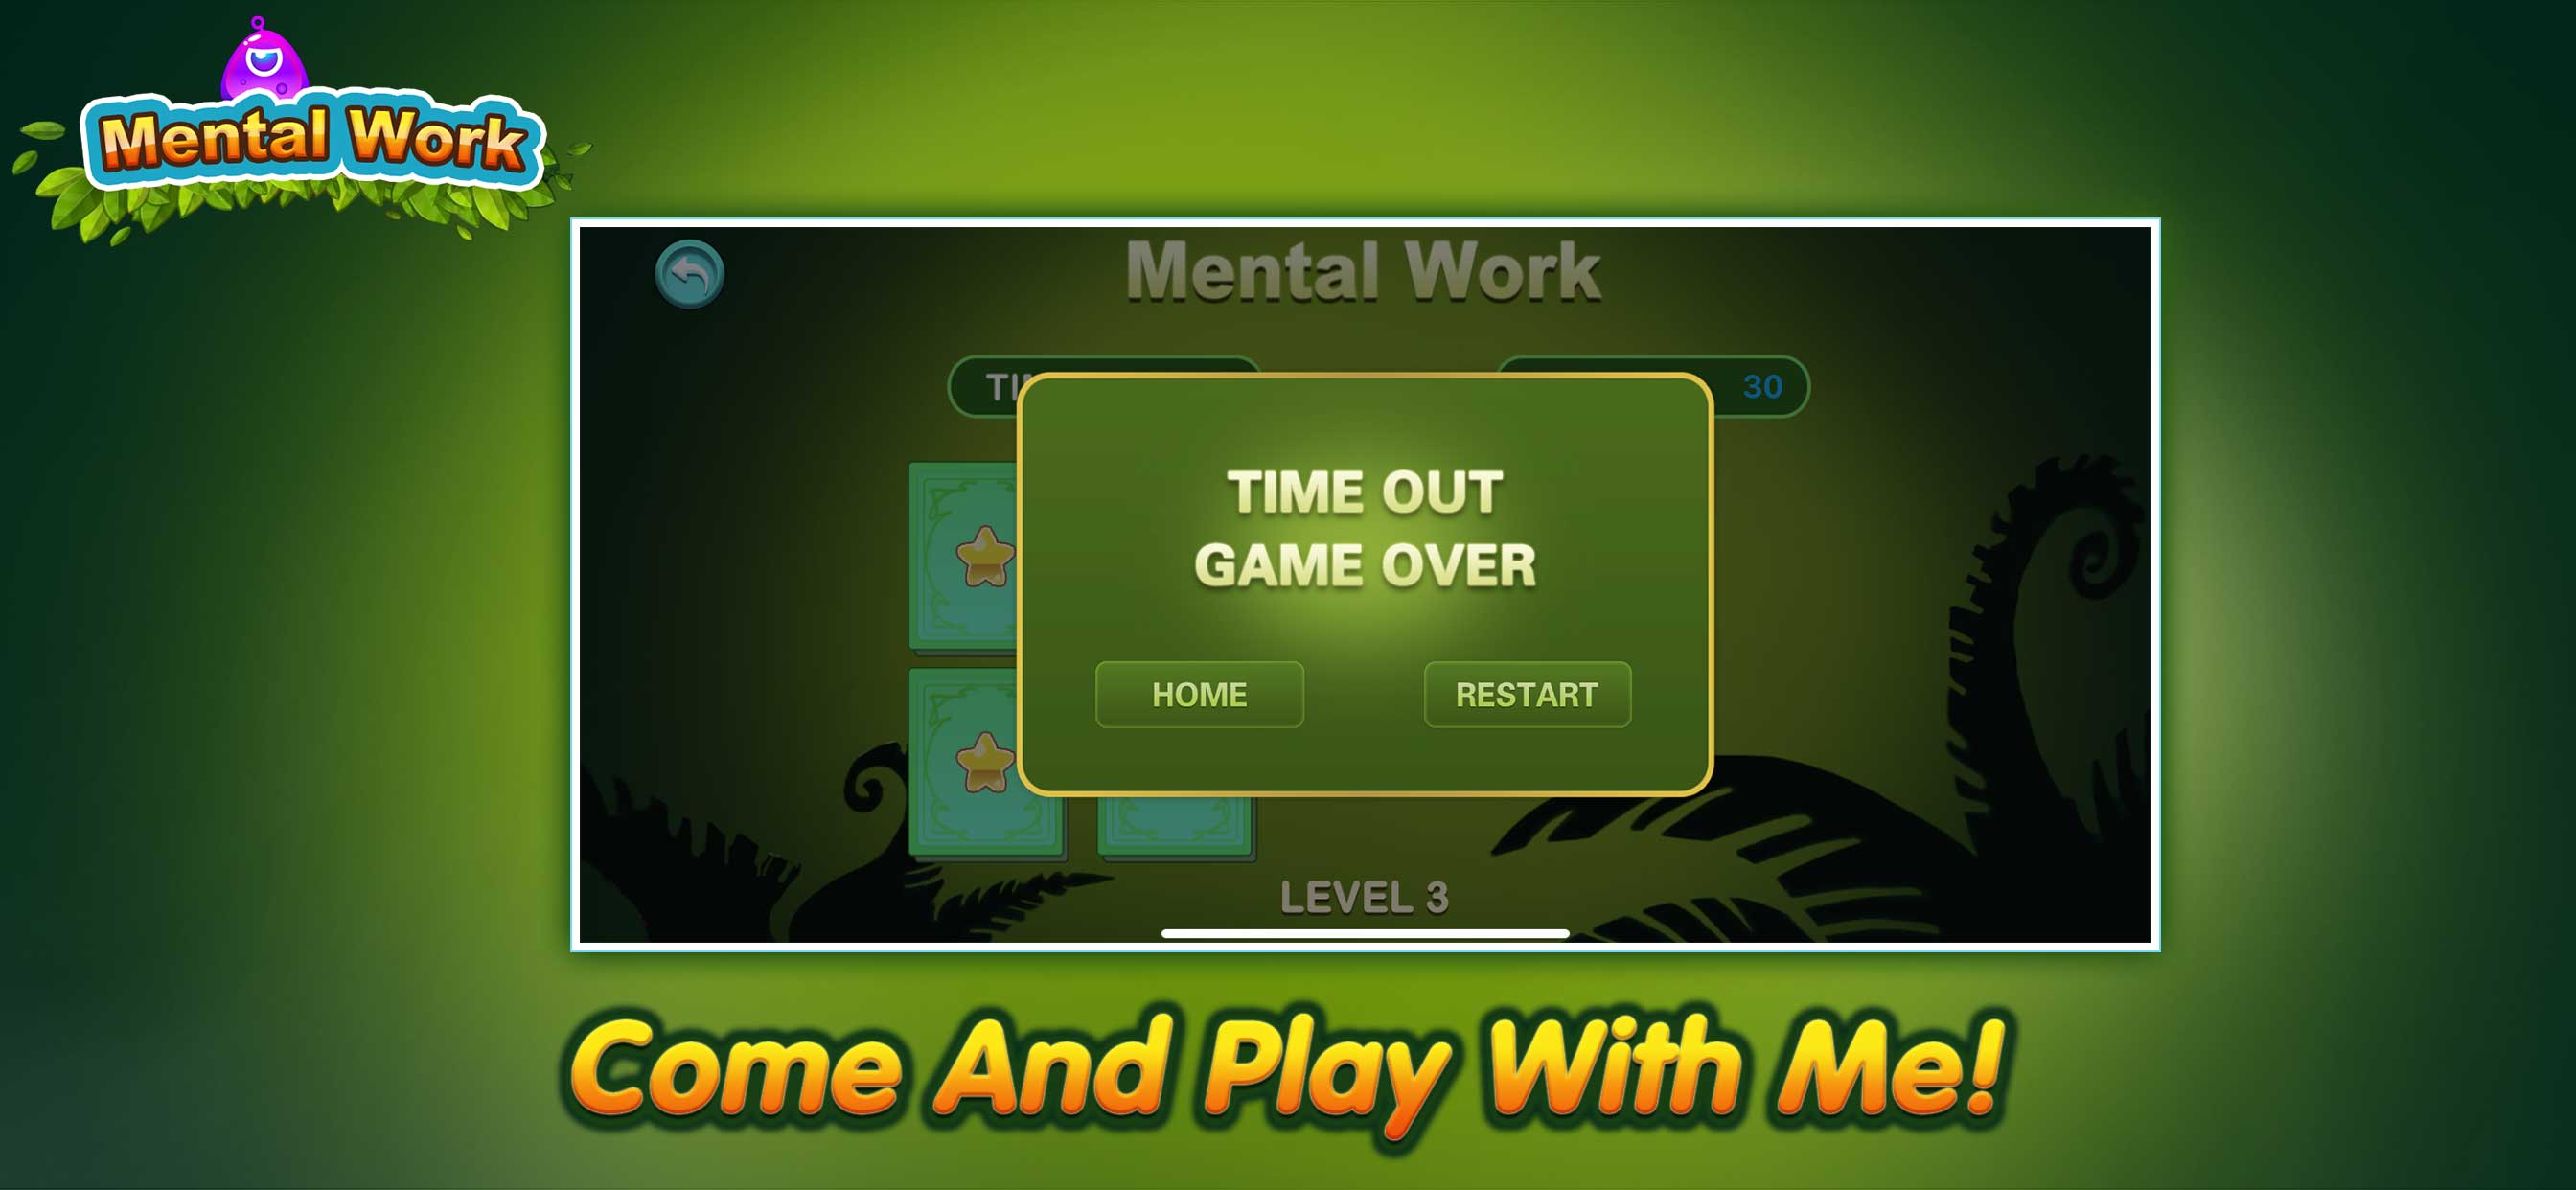 Mental Work
Mental Work
30
TIME OUT
GAME OVER
HOME
RESTART
LEVEL 3
Come And Play With Me!